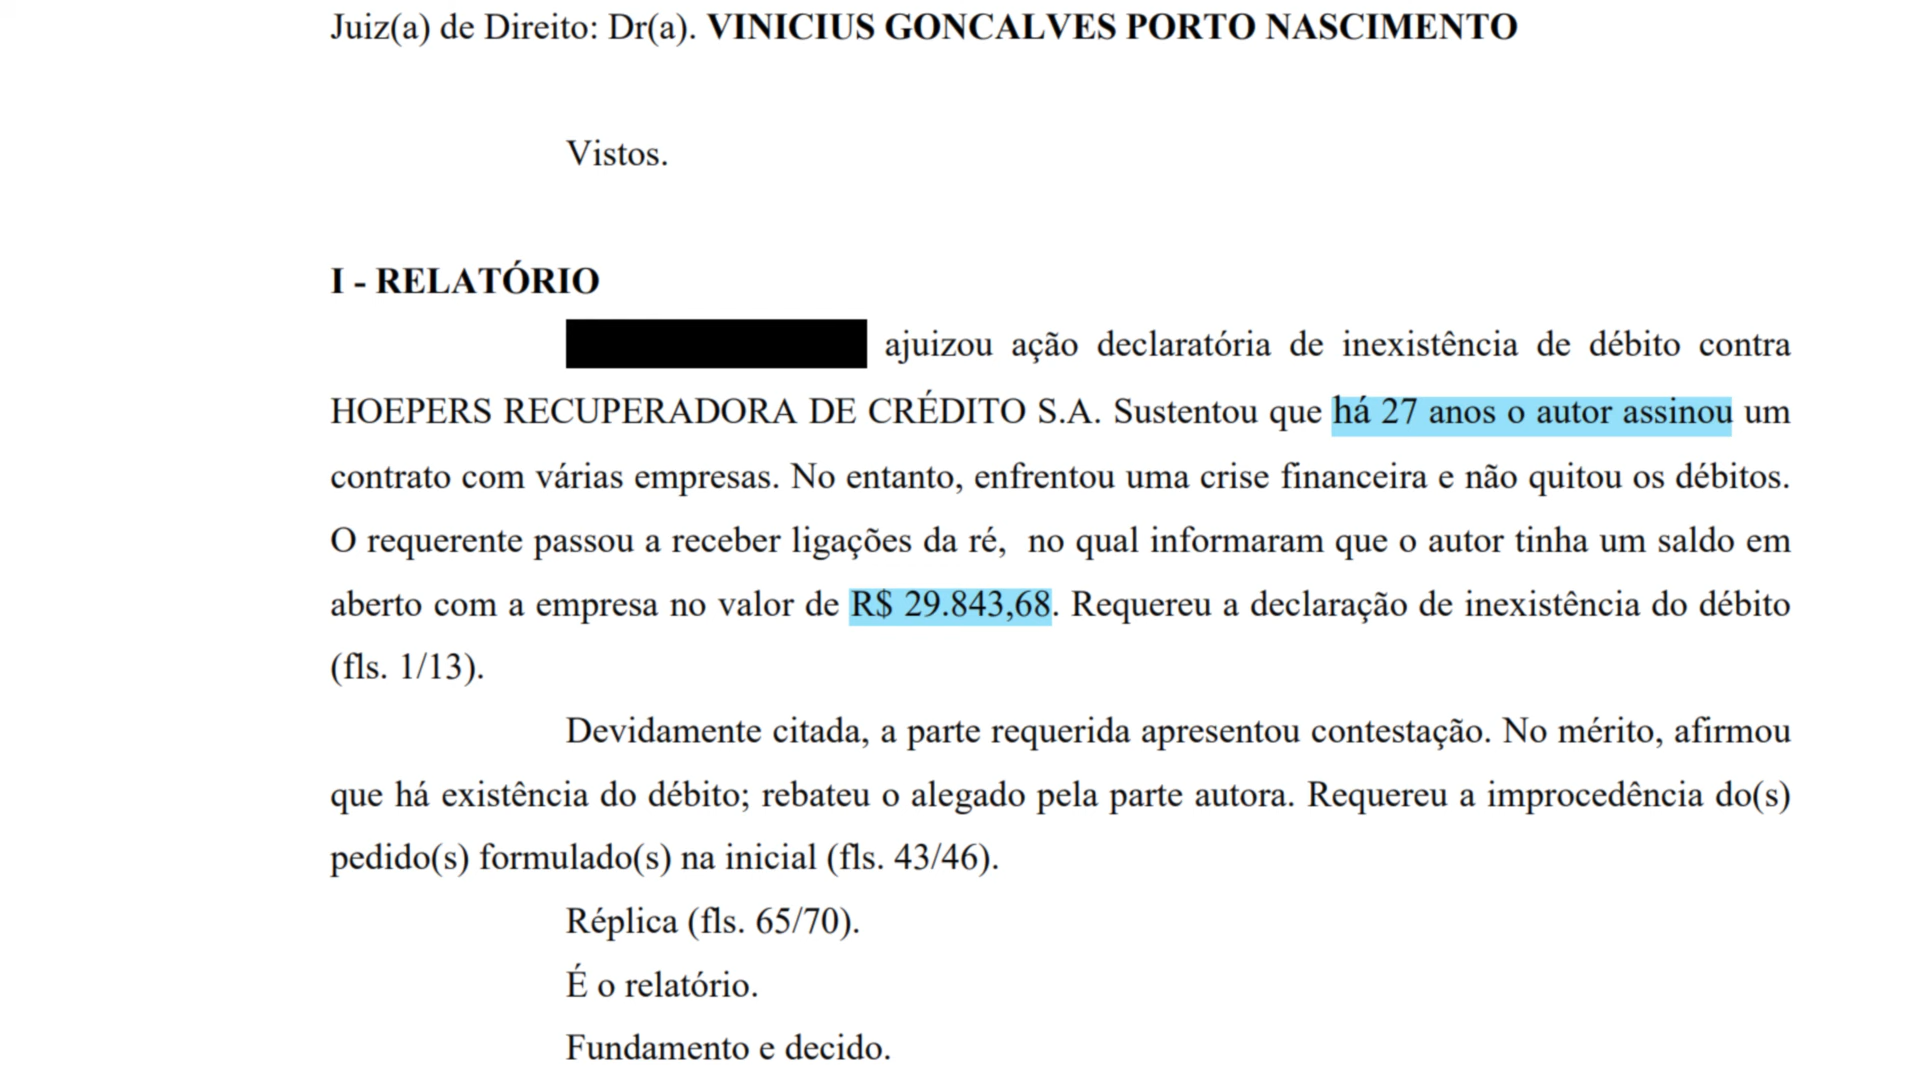 Juiz(a) de Direito: Dr(a). VINICIUS GONCALVES PORTO NASCIMENTO
Vistos.
I - RELATÓRIO
ajuizou ação declaratória de inexistência de débito contra
HOEPERS RECUPERADORA DE CRÉDITO S.A. Sustentou que há 27 anos o autor assinou um
contrato com várias empresas. No entanto, enfrentou uma crise financeira e não quitou os débitos.
O requerente passou a receber ligações da ré, no qual informaram que o autor tinha um saldo em
aberto com a empresa no valor de R$ 29.843,68. Requereu a declaração de inexistência do débito
(fls. 1/13).
Devidamente citada, a parte requerida apresentou contestação. No mérito, afirmou
que há existência do débito; rebateu o alegado pela parte autora. Requereu a improcedência do(s)
pedido(s) formulado(s) na inicial (fls. 43/46).
Réplica (fls. 65/70).
É o relatório.
Fundamento e decido.